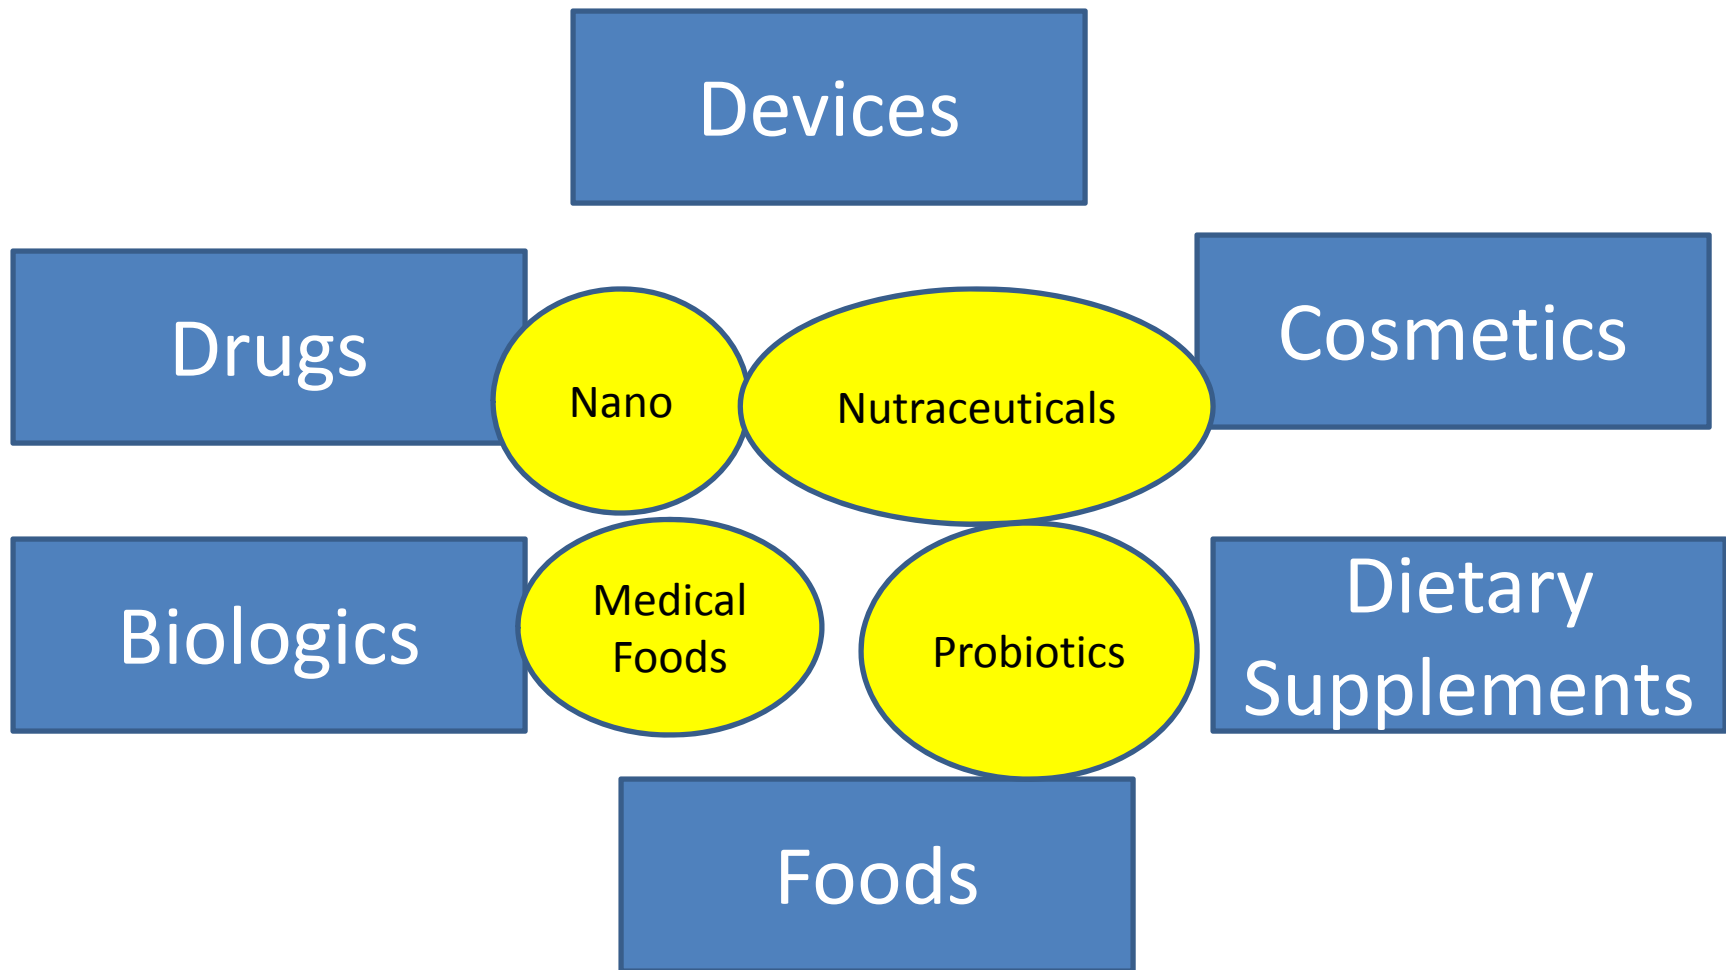 Devices
Drugs
Cosmetics
Nano
Nutraceuticals
Biologics
Medical
Foods
Probiotics
Dietary
Supplements
Foods